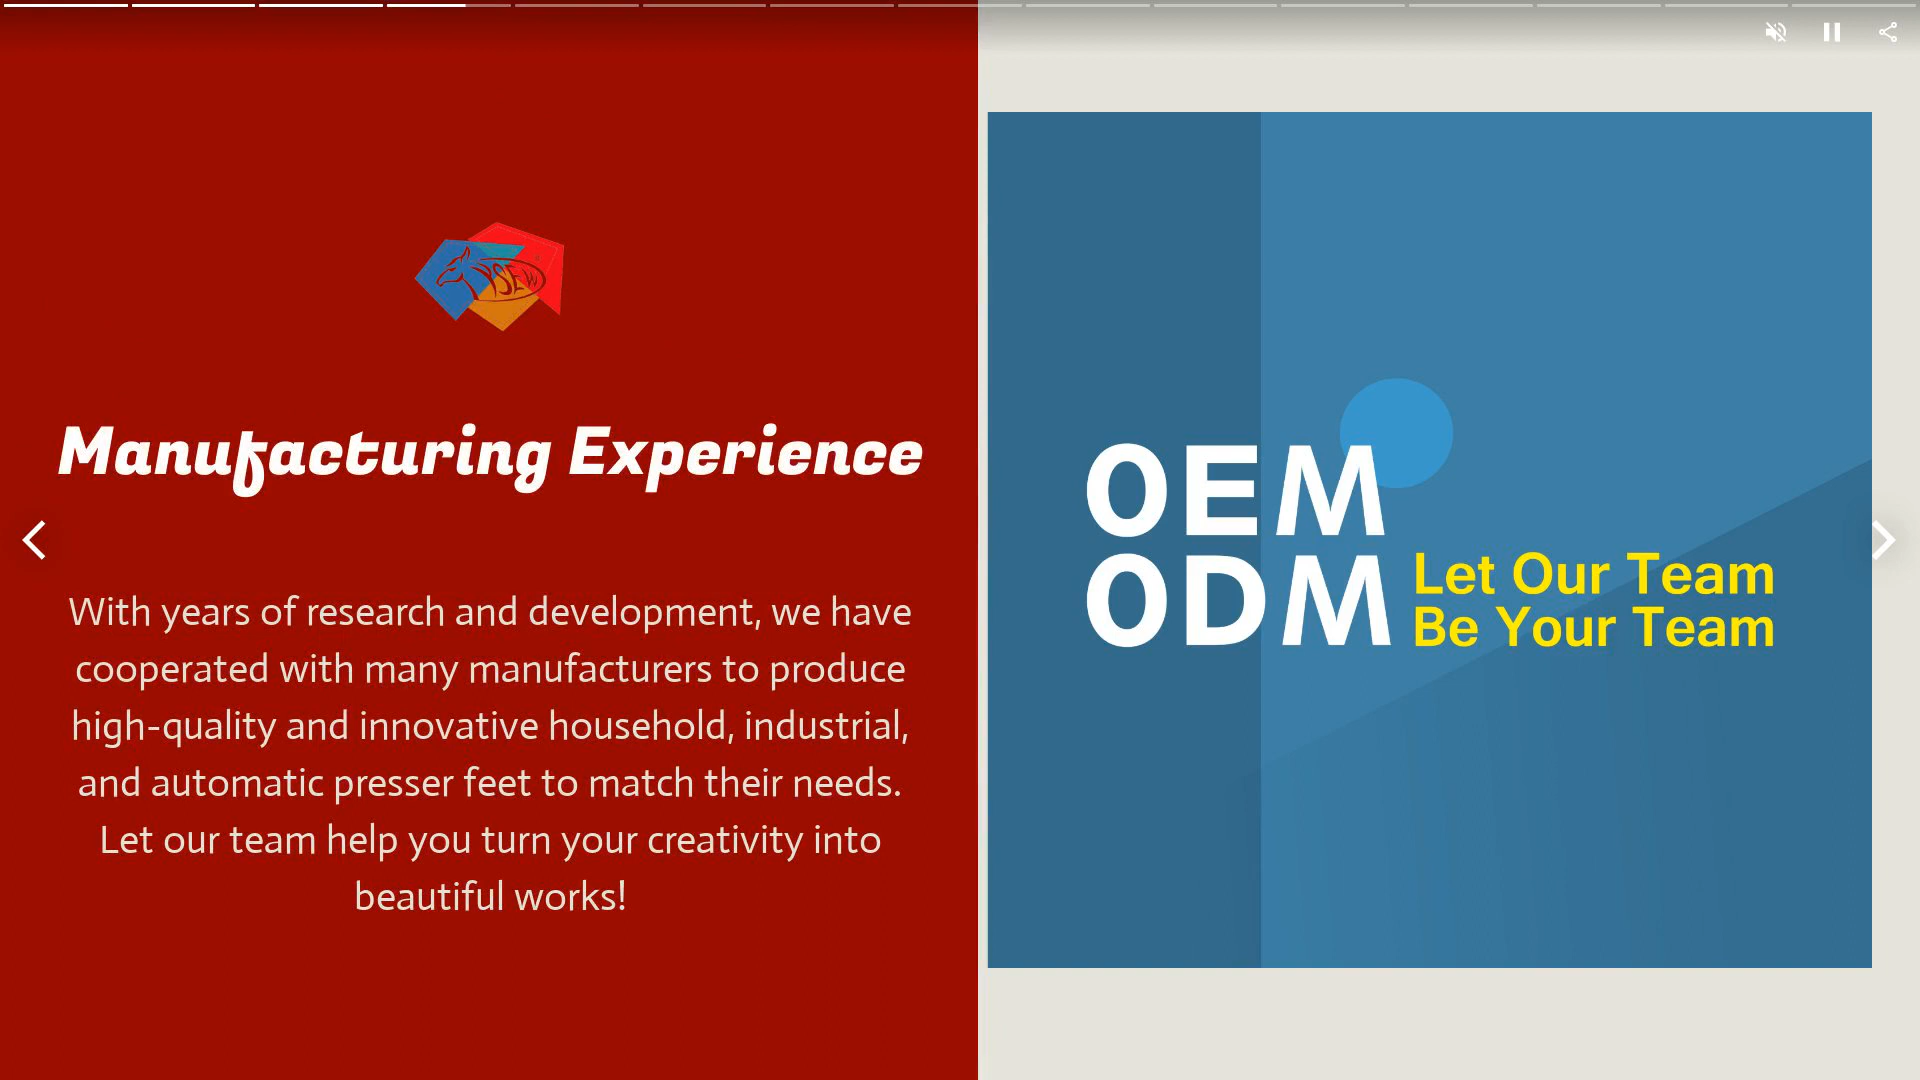 PSEW
Manufacturing Experience
With years of research and development, we have
cooperated with many manufacturers to produce
high-quality and innovative household, industrial,
and automatic presser feet to match their needs.
Let our team help you turn your creativity into
beautiful works!
OEM
ODM
Let Our Team
Be Your Team